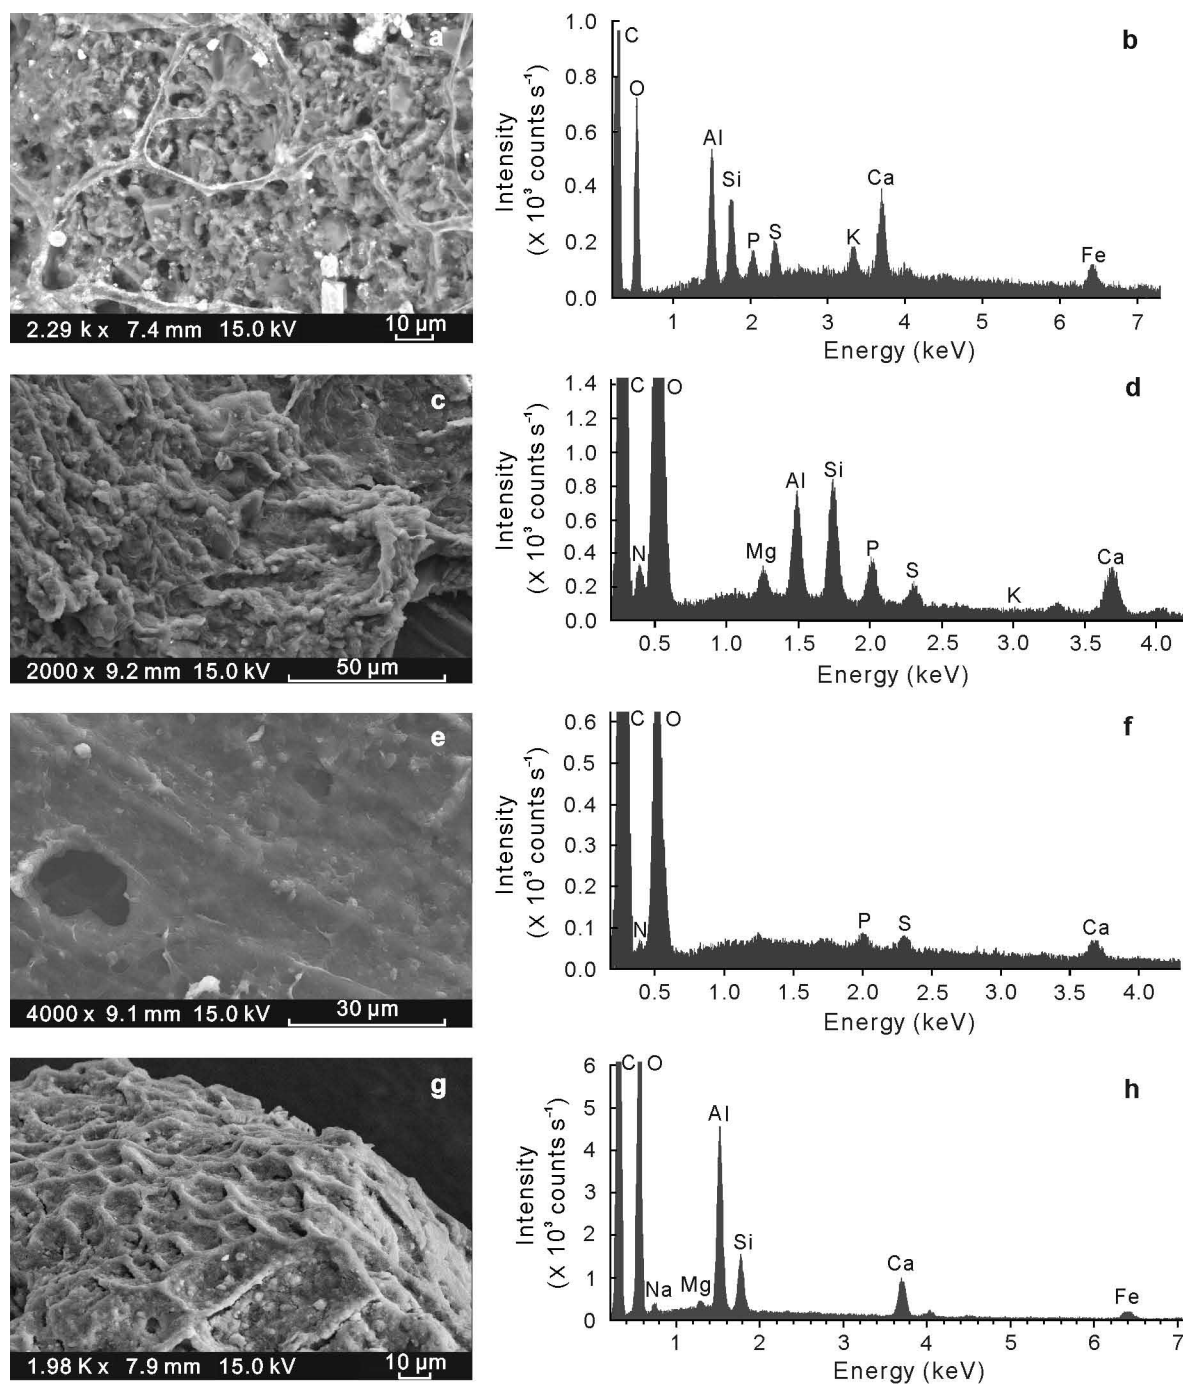 a
2.29 k x 7.4 mm 15.0 kV 10 µm
b
Intensity
(X 10³ counts s⁻¹)
1.0
0.8
0.6
0.4
0.2
0.0
C
O
Al
Si
P
S
K
Ca
Fe
1 2 3 4 5 6 7
Energy (keV)
c
2000 x 9.2 mm 15.0 kV 50 µm
d
Intensity
(X 10³ counts s⁻¹)
1.4
1.2
1.0
0.8
0.6
0.4
0.2
0.0
C
O
N
Mg
Al
Si
P
S
K
Ca
0.5 1.0 1.5 2.0 2.5 3.0 3.5 4.0
Energy (keV)
e
4000 x 9.1 mm 15.0 kV 30 µm
f
Intensity
(X 10³ counts s⁻¹)
0.6
0.5
0.4
0.3
0.2
0.1
0.0
C
O
N
P
S
Ca
0.5 1.0 1.5 2.0 2.5 3.0 3.5 4.0
Energy (keV)
g
1.98 K x 7.9 mm 15.0 kV 10 µm
h
Intensity
(X 10³ counts s⁻¹)
6
5
4
3
2
1
0
C
O
Na
Mg
Al
Si
Ca
Fe
1 2 3 4 5 6 7
Energy (keV)